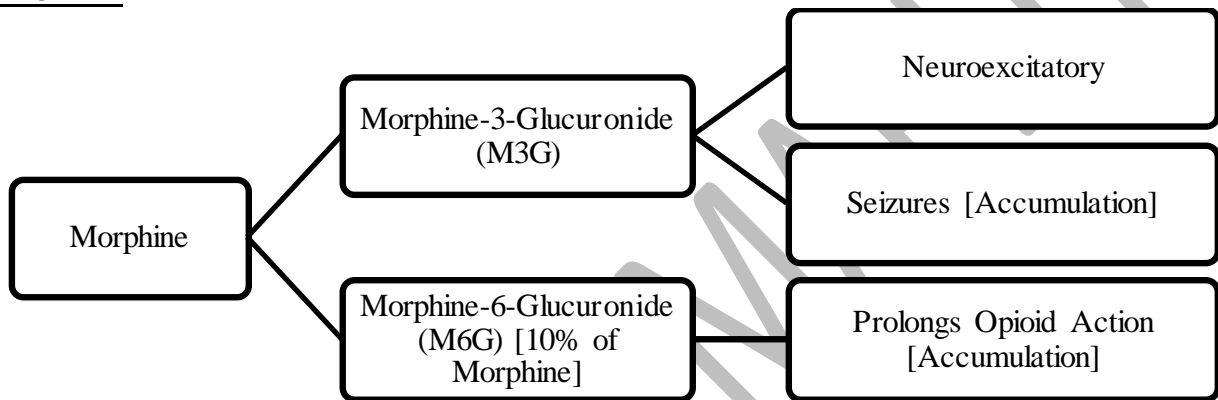 Neuroexcitatory
Morphine-3-Glucuronide
(M3G)
Seizures [Accumulation]
Morphine
Morphine-6-Glucuronide
(M6G) [10% of
Morphine]
Prolongs Opioid Action
[Accumulation]